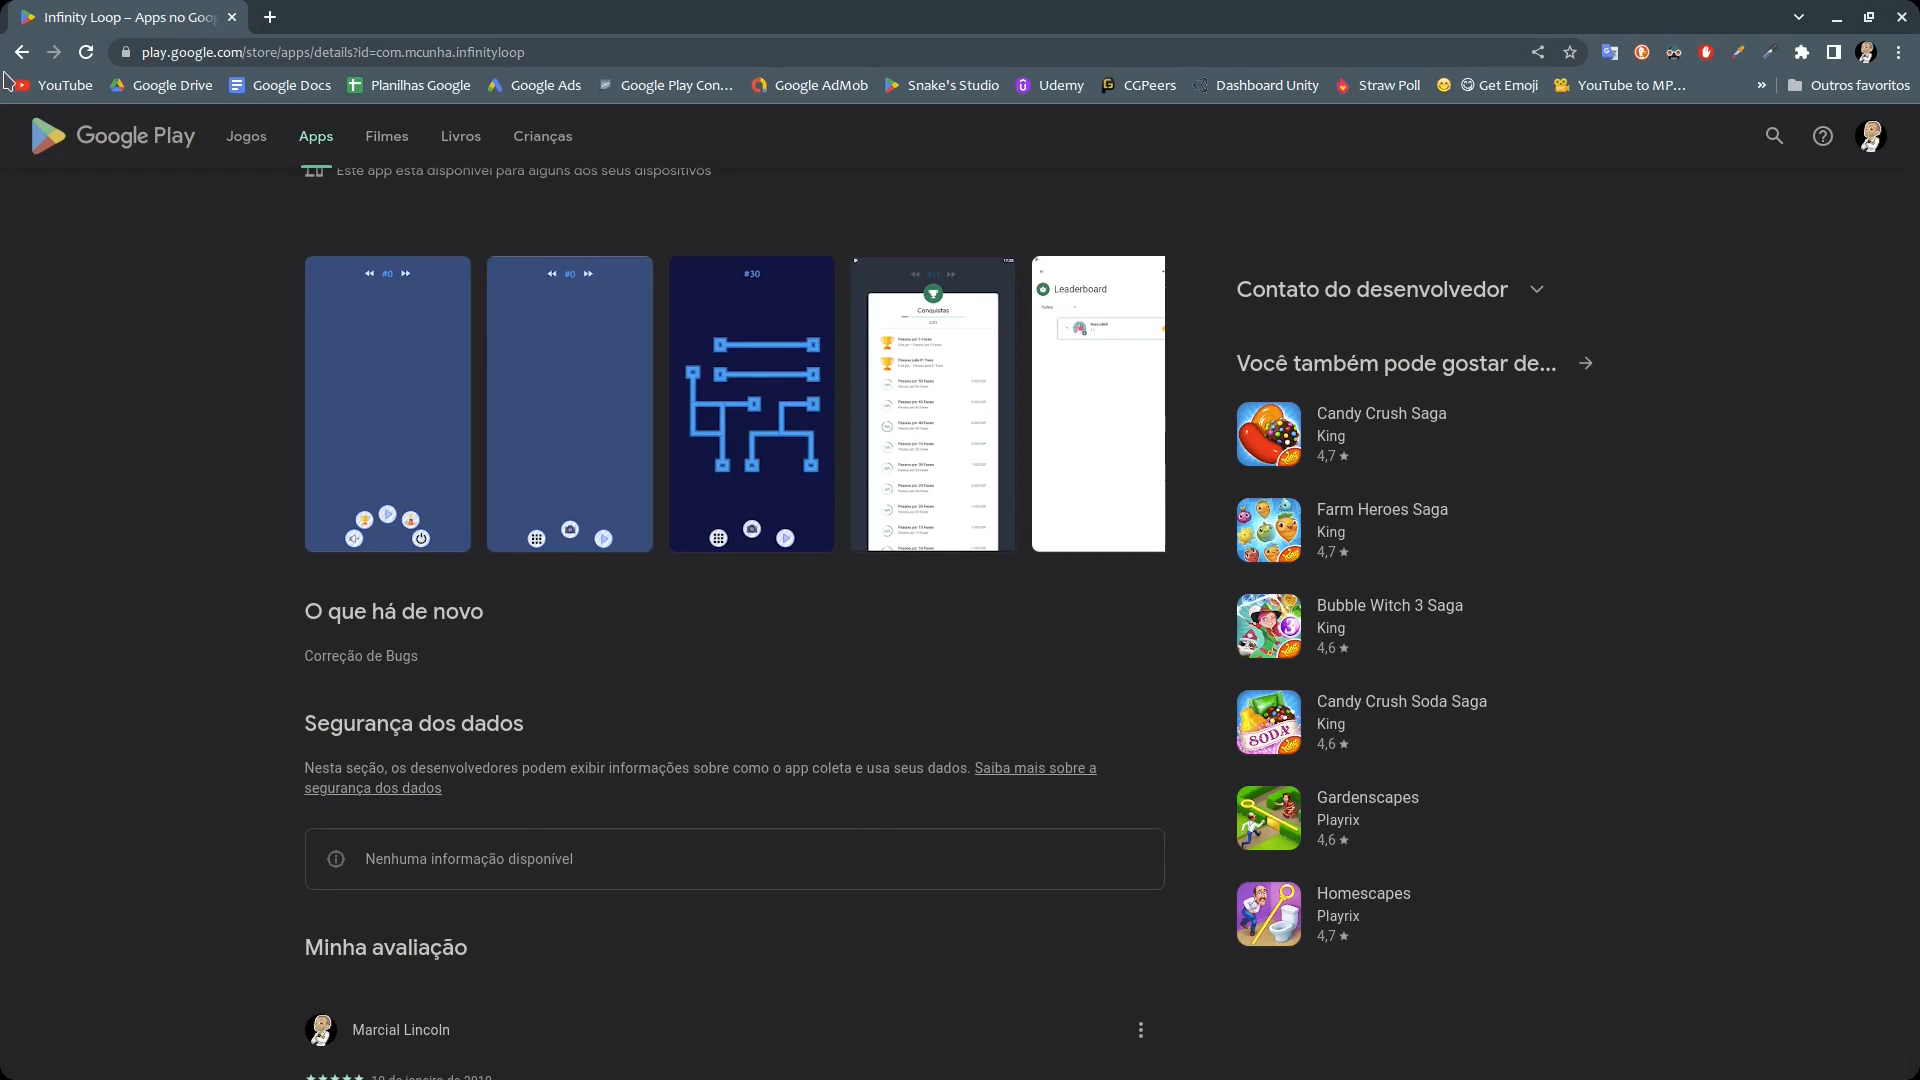 Infinity Loop – Apps no Goo
play.google.com/store/apps/details?id=com.mcunha.infinityloop
YouTube
Google Drive
Google Docs
Planilhas Google
Google Ads
Google Play Con...
Google AdMob
Snake's Studio
Udemy
CGPeers
Dashboard Unity
Straw Poll
Get Emoji
YouTube to MP...
»
Outros favoritos
Google Play
Jogos
Apps
Filmes
Livros
Crianças
Este app está disponível para alguns dos seus dispositivos
#0
#0
#30
#11
Conquistas
Leaderboard
O que há de novo
Correção de Bugs
Segurança dos dados
Nesta seção, os desenvolvedores podem exibir informações sobre como o app coleta e usa seus dados. Saiba mais sobre a
segurança dos dados
Nenhuma informação disponível
Minha avaliação
Marcial Lincoln
Contato do desenvolvedor
Você também pode gostar de...
Candy Crush Saga
King
4,7
Farm Heroes Saga
King
4,7
Bubble Witch 3 Saga
King
4,6
Candy Crush Soda Saga
King
4,6
SODA
Gardenscapes
Playrix
4,6
Homescapes
Playrix
4,7